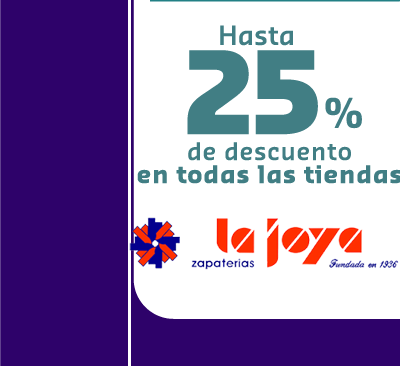 Hasta
25%
de descuento
en todas las tiendas
la joya
zapaterias Fundada en 1936